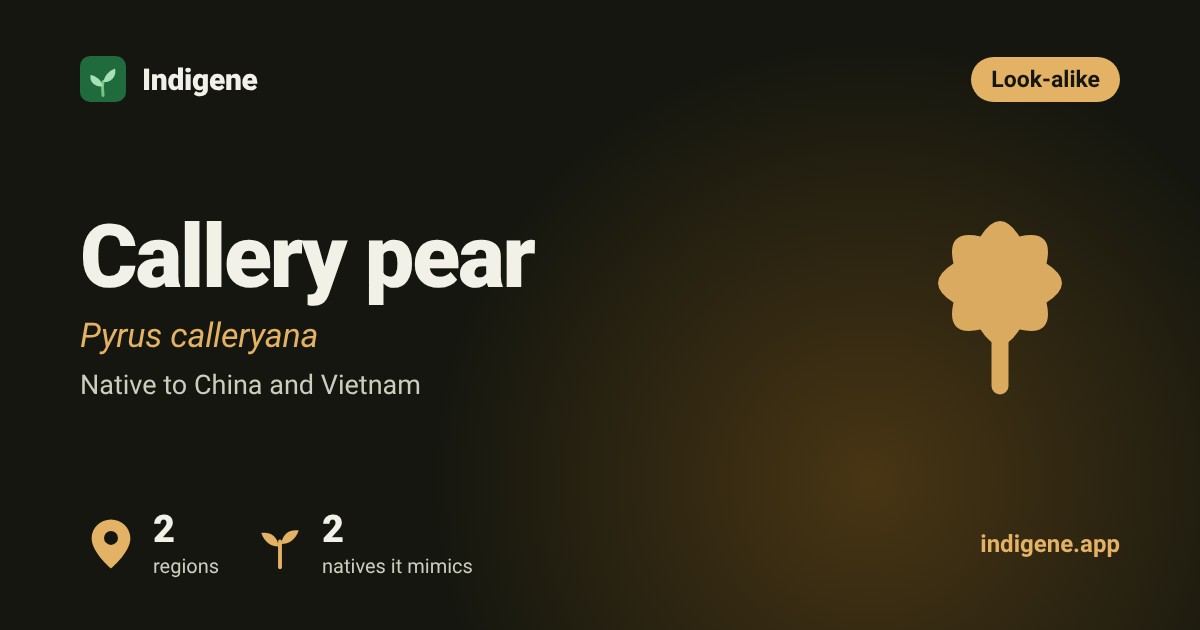 Indigene
Look-alike
Callery pear
Pyrus calleryana
Native to China and Vietnam
2
regions
2
natives it mimics
indigene.app